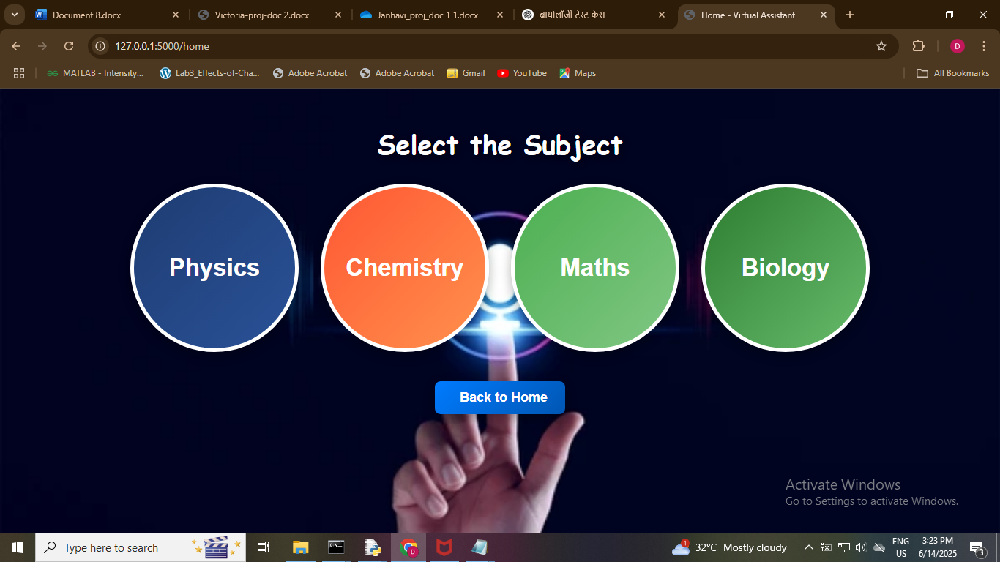 Document 8.docx
Victoria-proj-doc 2.docx
Janhavi_proj_doc 1 1.docx
बायोलॉजी टेस्ट केस
Home - Virtual Assistant
127.0.0.1:5000/home
D
MATLAB - Intensity...
Lab3_Effects-of-Cha...
Adobe Acrobat
Adobe Acrobat
Gmail
YouTube
Maps
All Bookmarks
Select the Subject
Physics
Chemistry
Maths
Biology
Back to Home
Activate Windows
Go to Settings to activate Windows.
Type here to search
D
1
32°C Mostly cloudy
ENG
US
3:23 PM
6/14/2025
3